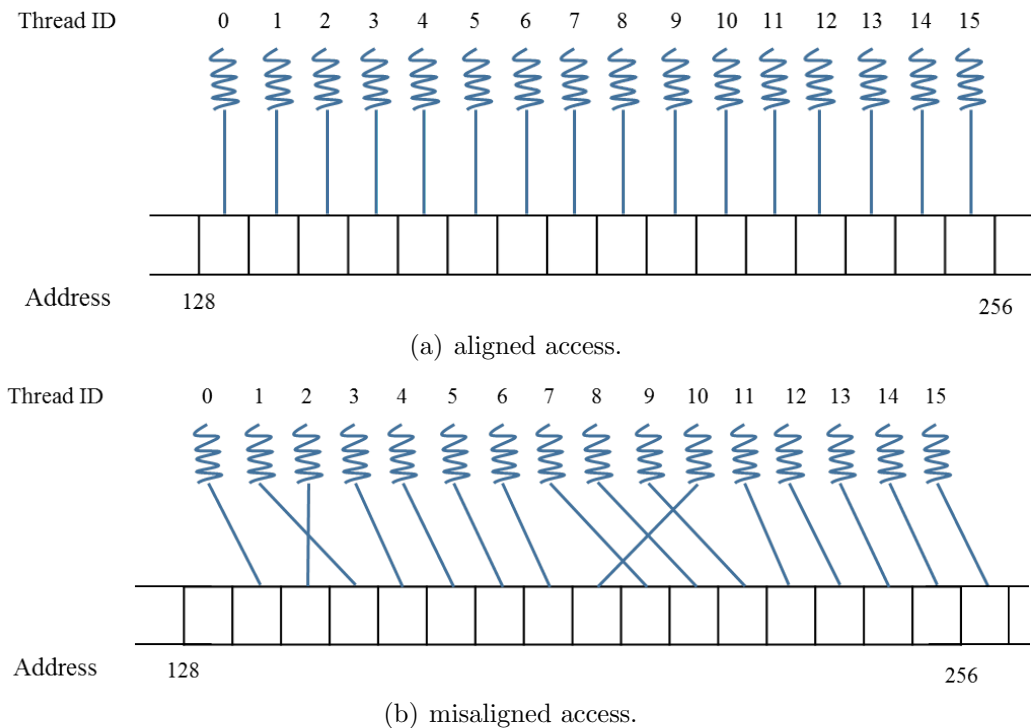 Thread ID 0 1 2 3 4 5 6 7 8 9 10 11 12 13 14 15
Address 128 256
(a) aligned access.
Thread ID 0 1 2 3 4 5 6 7 8 9 10 11 12 13 14 15
Address 128 256
(b) misaligned access.